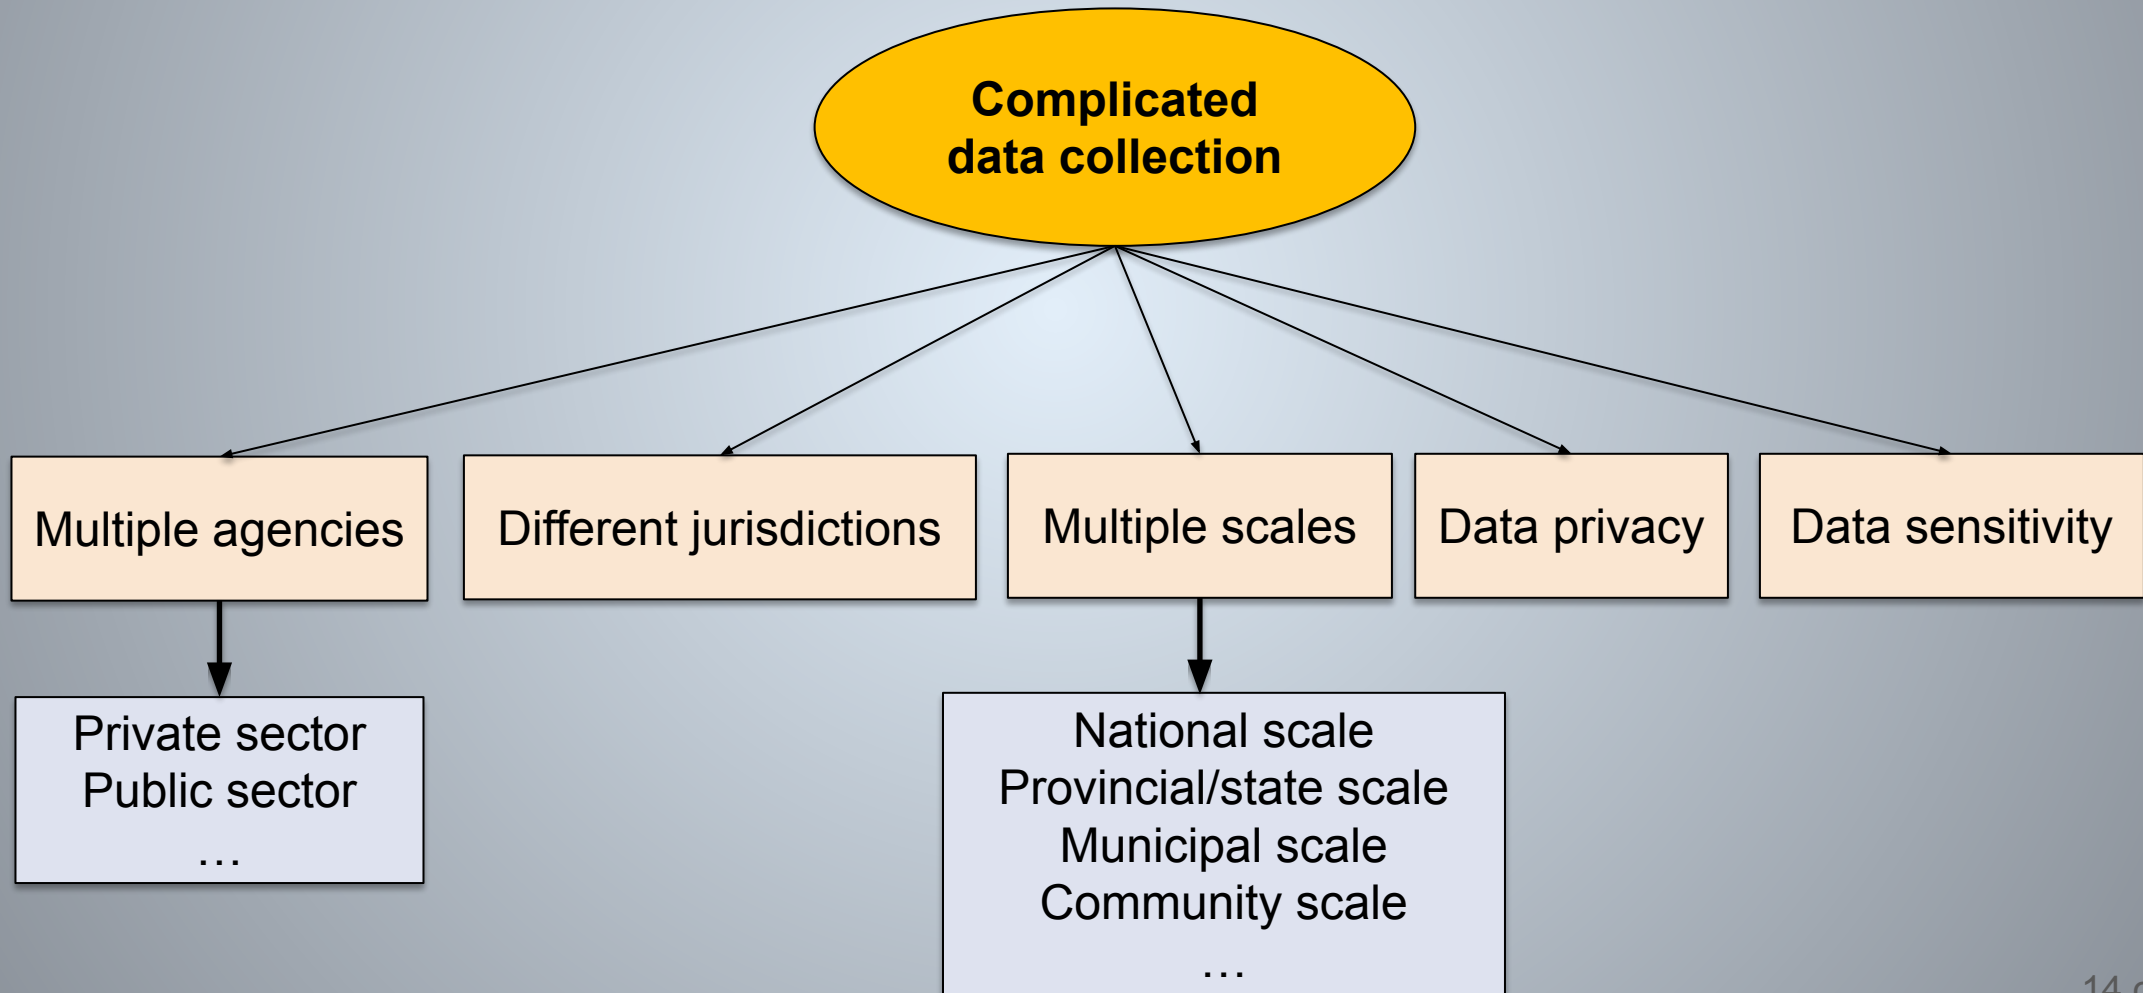 Complicated
data collection
Multiple agencies
Different jurisdictions
Multiple scales
Data privacy
Data sensitivity
Private sector
Public sector
…
National scale
Provincial/state scale
Municipal scale
Community scale
…
14